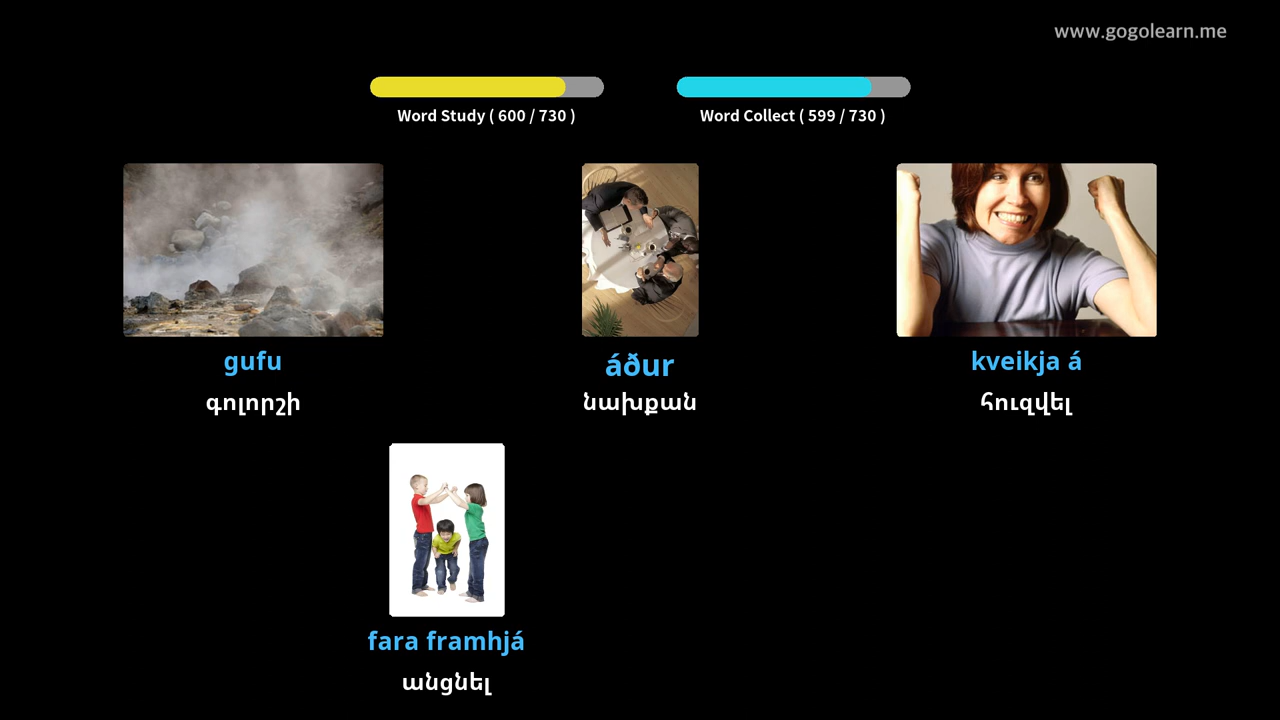 www.gogolearn.me
Word Study ( 600 / 730 )
Word Collect ( 599 / 730 )
gufu
գոլորշի
áður
նախքան
kveikja á
հուզվել
fara framhjá
անցնել